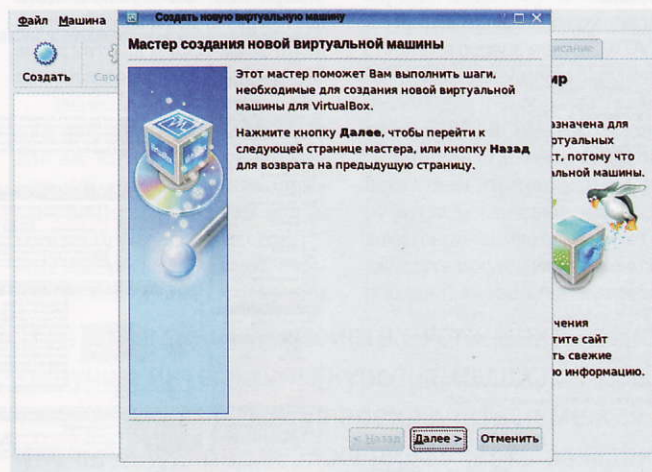 Файл Машина
Создать новую виртуальную машину
Мастер создания новой виртуальной машины
Создать
Этот мастер поможет Вам выполнить шаги,
необходимые для создания новой виртуальной
машины для VirtualBox.
Нажмите кнопку Далее, чтобы перейти к
следующей странице мастера, или кнопку Назад
для возврата на предыдущую страницу.
исание
ир
азначена для
ртуальных
т, потому что
альной машины.
чения
тите сайт
ть свежие
ю информацию.
< Назад
Далее >
Отменить